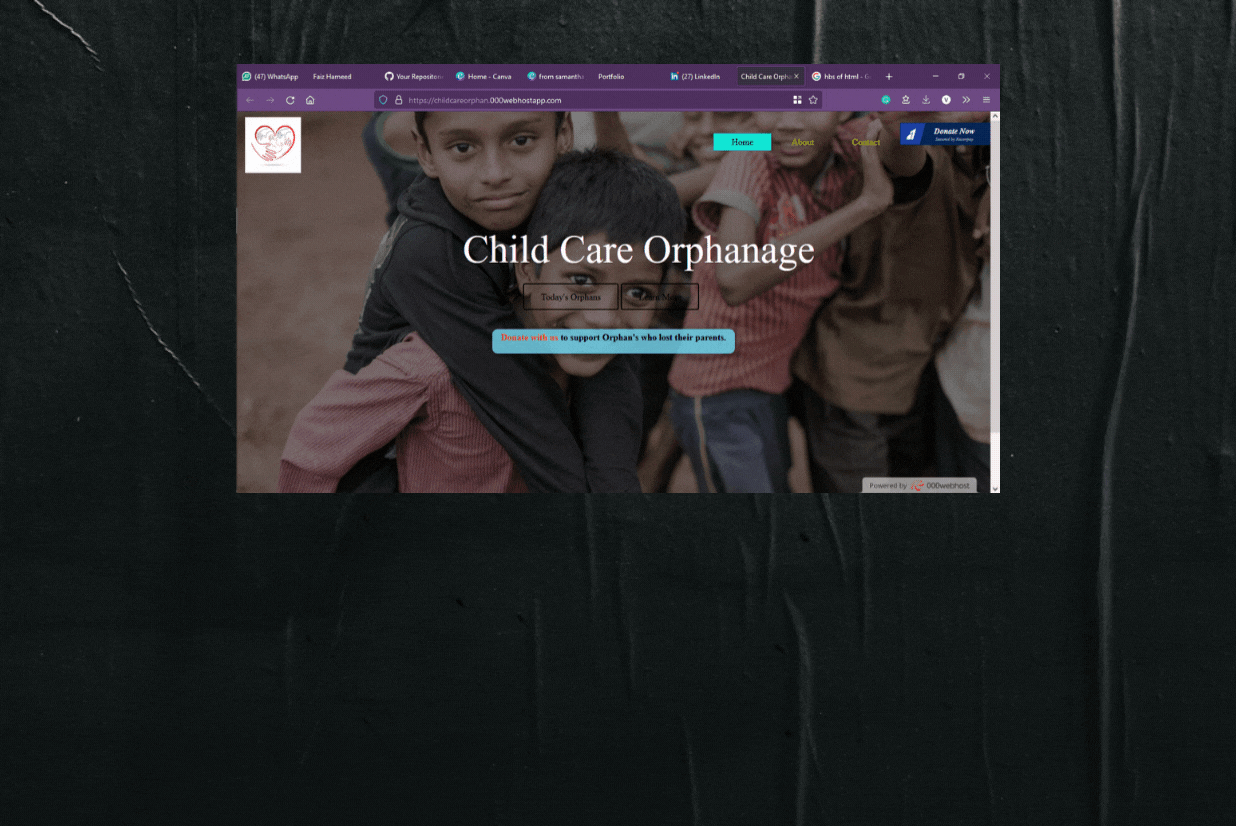 (47) WhatsApp
Faiz Hameed
Your Repositori
Home - Canva
from samantha
Portfolio
(27) LinkedIn
Child Care Orpha
hbs of html - G
https://childcareorphan.000webhostapp.com
Home
About
Contact
Donate Now
Child Care Orphanage
Today's Orphans
Learn More
Donate with us to support Orphan's who lost their parents.
Powered by 000webhost